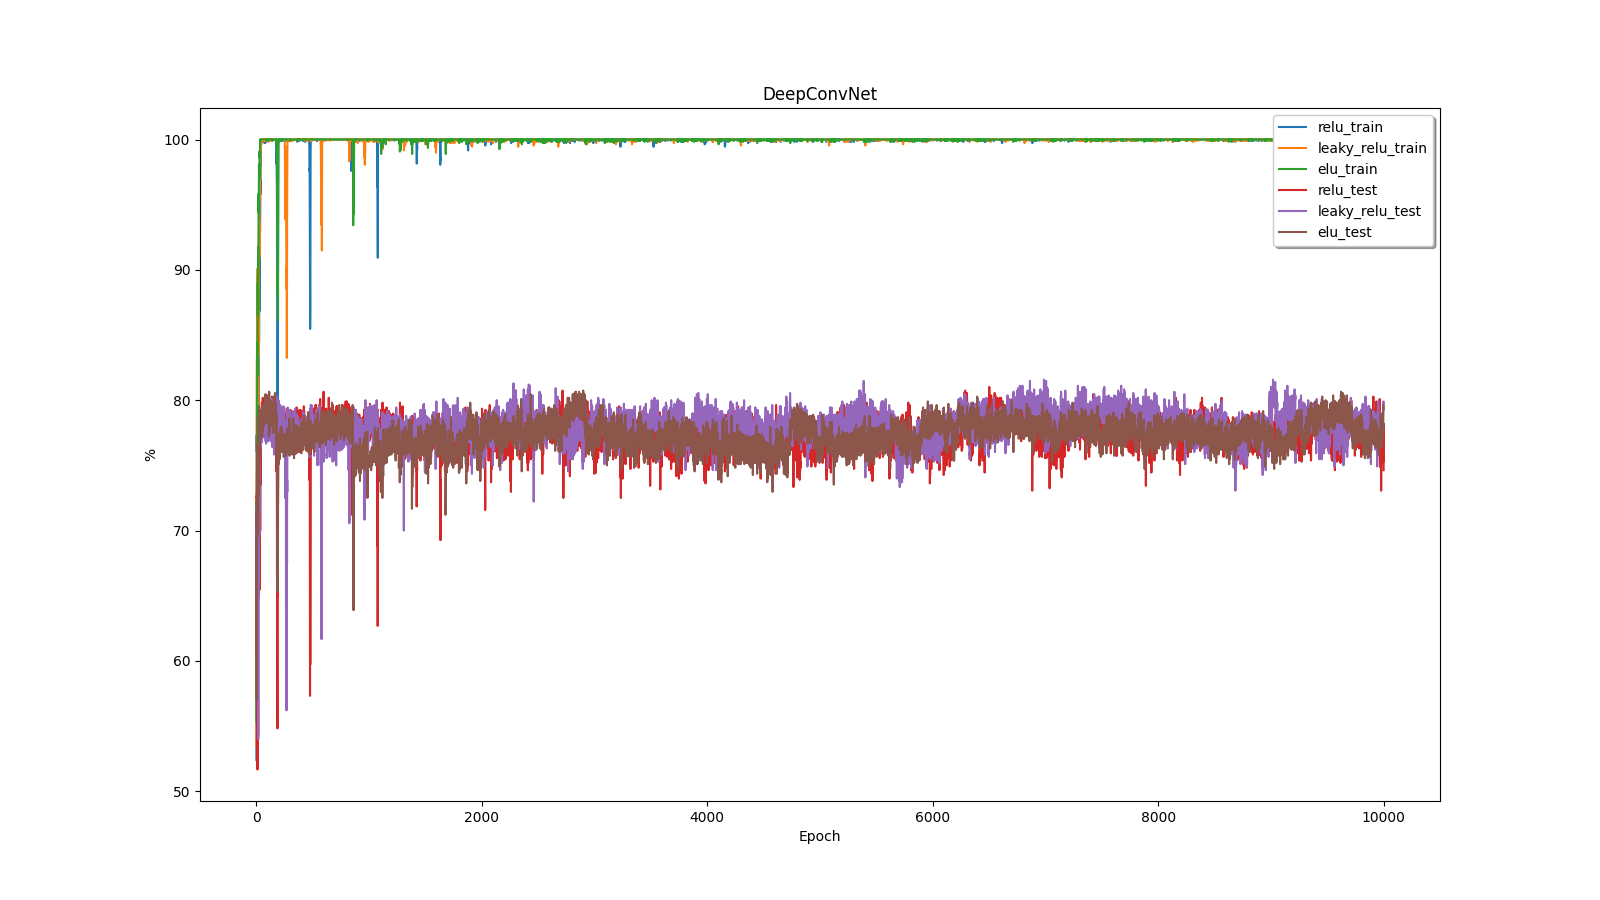 DeepConvNet
100
90
80
70
60
50
%
0
2000
4000
6000
8000
10000
Epoch
relu_train
leaky_relu_train
elu_train
relu_test
leaky_relu_test
elu_test